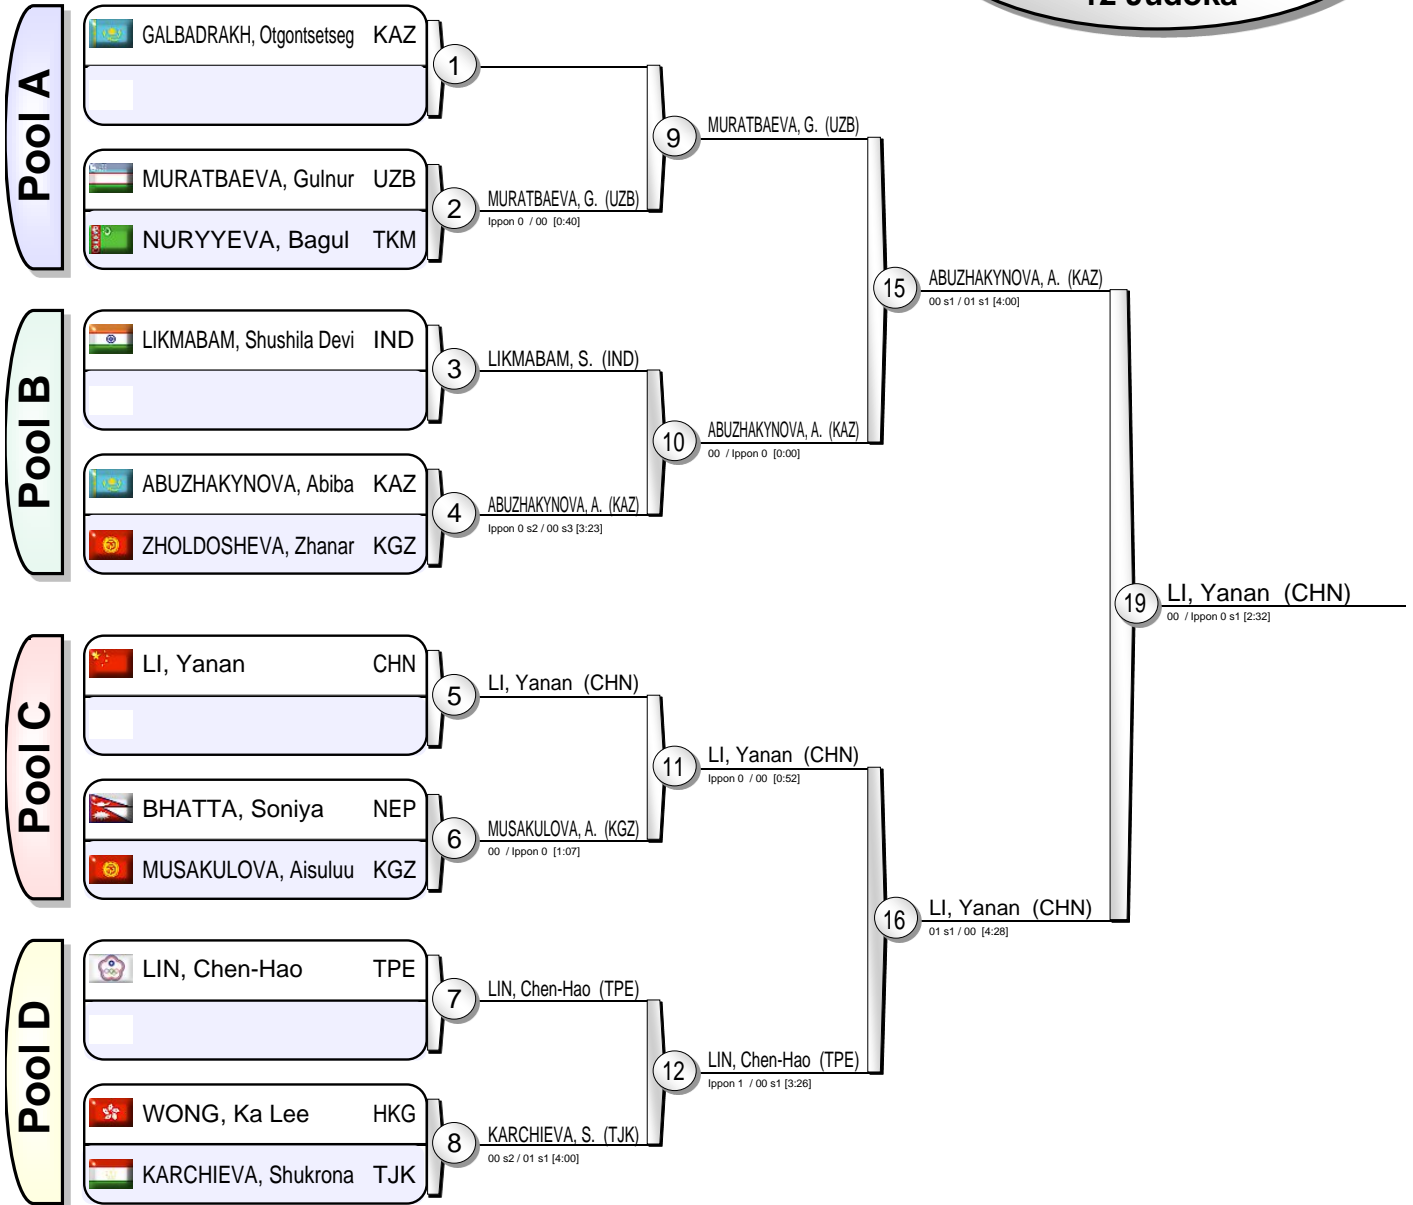 12 Judoka
Pool A
GALBADRAKH, Otgontsetseg KAZ
1
MURATBAEVA, Gulnur UZB
NURYYEVA, Bagul TKM
2
MURATBAEVA, G. (UZB)
Ippon 0 / 00 [0:40]
9
MURATBAEVA, G. (UZB)
Pool B
LIKMABAM, Shushila Devi IND
3
LIKMABAM, S. (IND)
ABUZHAKYNOVA, Abiba KAZ
ZHOLDOSHEVA, Zhanar KGZ
4
ABUZHAKYNOVA, A. (KAZ)
Ippon 0 s2 / 00 s3 [3:23]
10
ABUZHAKYNOVA, A. (KAZ)
00 / Ippon 0 [0:00]
15
ABUZHAKYNOVA, A. (KAZ)
00 s1 / 01 s1 [4:00]
Pool C
LI, Yanan CHN
5
LI, Yanan (CHN)
BHATTA, Soniya NEP
MUSAKULOVA, Aisuluu KGZ
6
MUSAKULOVA, A. (KGZ)
00 / Ippon 0 [1:07]
11
LI, Yanan (CHN)
Ippon 0 / 00 [0:52]
Pool D
LIN, Chen-Hao TPE
7
LIN, Chen-Hao (TPE)
WONG, Ka Lee HKG
KARCHIEVA, Shukrona TJK
8
KARCHIEVA, S. (TJK)
00 s2 / 01 s1 [4:00]
12
LIN, Chen-Hao (TPE)
Ippon 1 / 00 s1 [3:26]
16
LI, Yanan (CHN)
01 s1 / 00 [4:28]
19
LI, Yanan (CHN)
00 / Ippon 0 s1 [2:32]